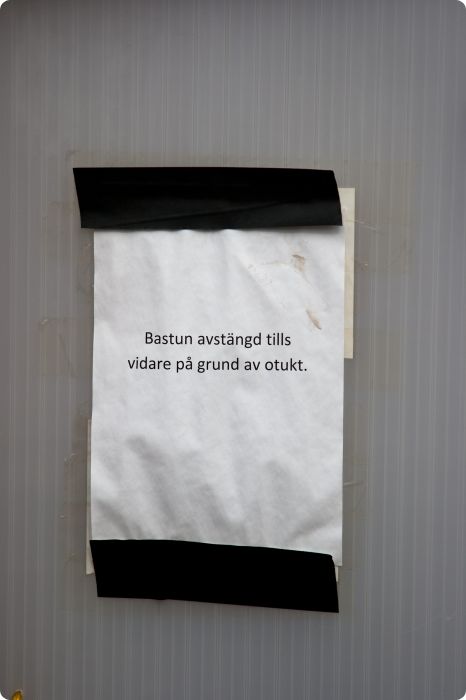 Bastun avstängd tills
vidare på grund av otukt.